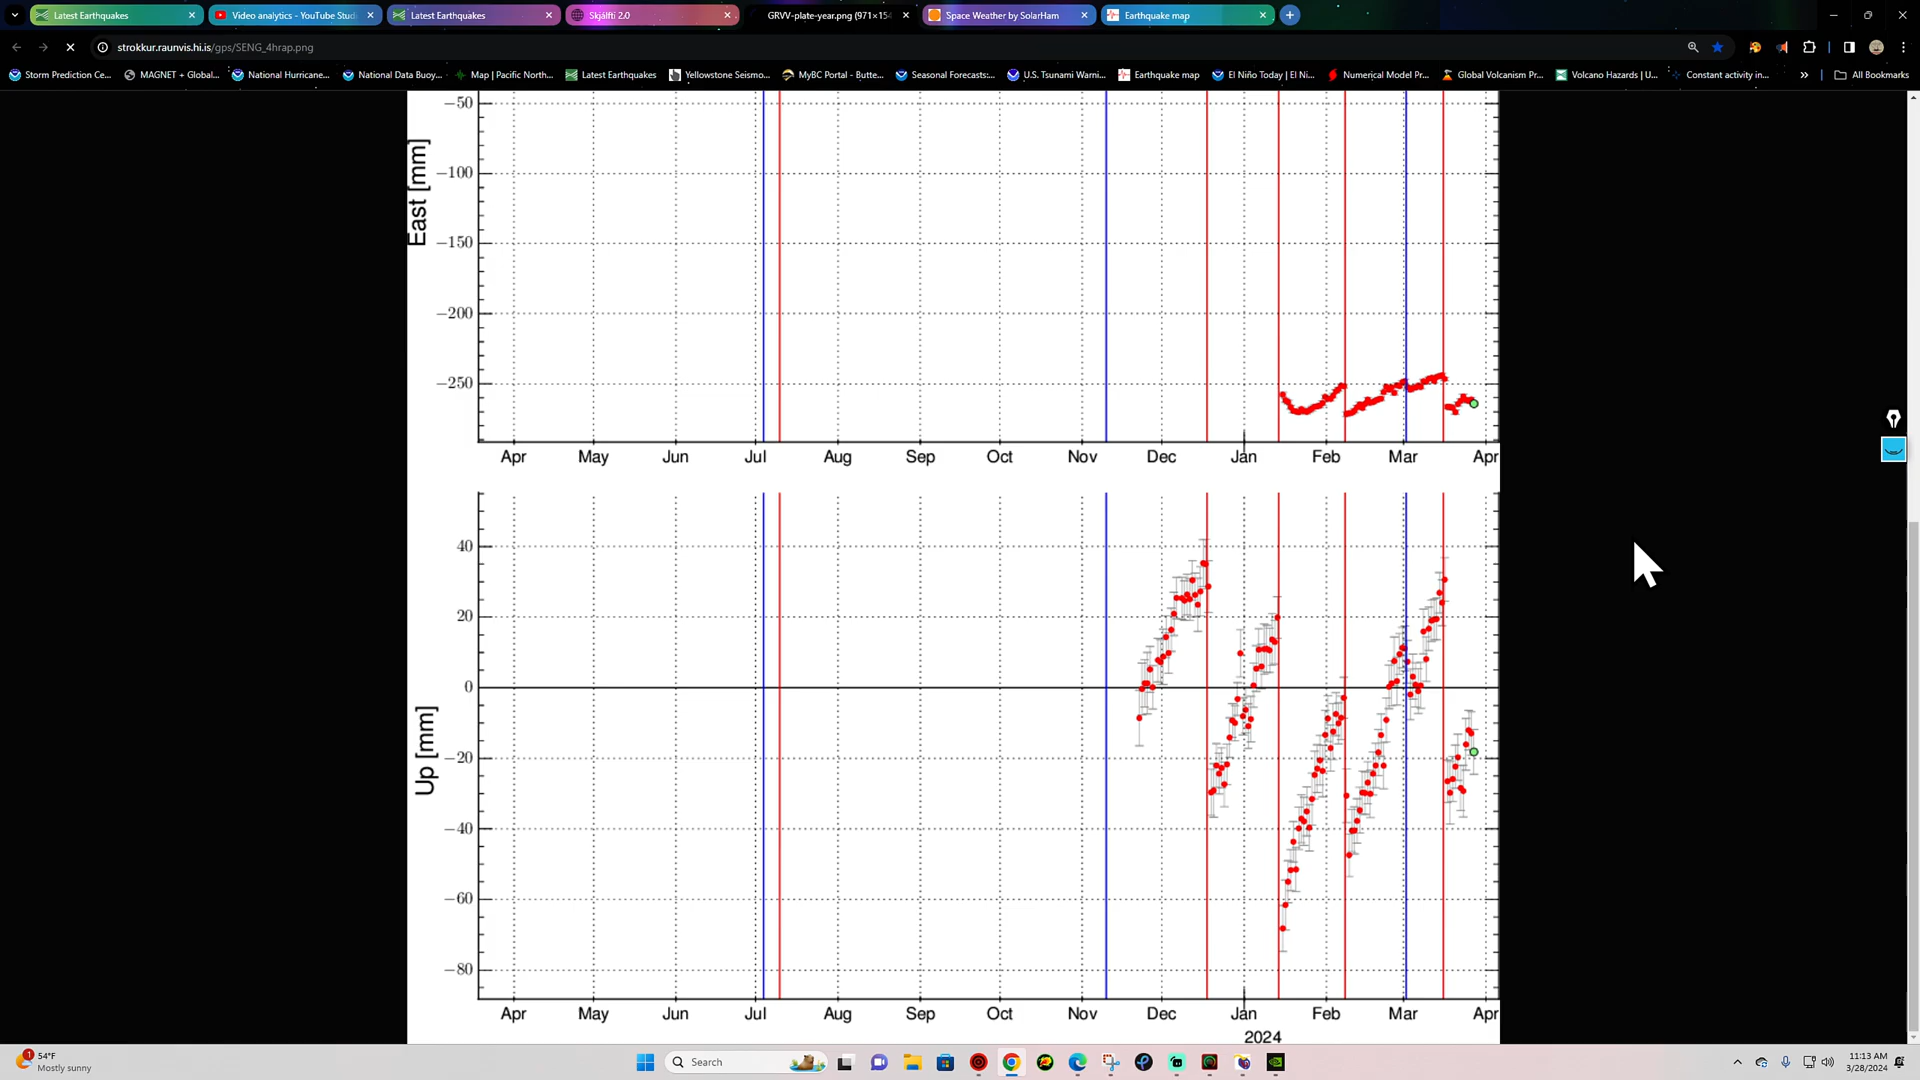 Latest Earthquakes
Video analytics - YouTube Studi
Latest Earthquakes
Skjálfti 2.0
GRVV-plate-year.png (971×154
Space Weather by SolarHam
Earthquake map
strokkur.raunvis.hi.is/gps/SENG_4hrap.png
Storm Prediction Ce...
MAGNET + Global...
National Hurricane...
National Data Buoy...
Map | Pacific North...
Latest Earthquakes
Yellowstone Seismo...
MyBC Portal - Butte...
Seasonal Forecasts:...
U.S. Tsunami Warni...
Earthquake map
El Niño Today | El Ni...
Numerical Model Pr...
Global Volcanism Pr...
Volcano Hazards | U...
Constant activity in...
»
All Bookmarks
East [mm]
−50
−100
−150
−200
−250
Apr May Jun Jul Aug Sep Oct Nov Dec Jan Feb Mar Apr
Up [mm]
40
20
0
−20
−40
−60
−80
Apr May Jun Jul Aug Sep Oct Nov Dec Jan Feb Mar Apr
2024
1
54°F
Mostly sunny
Search
11:13 AM
3/28/2024